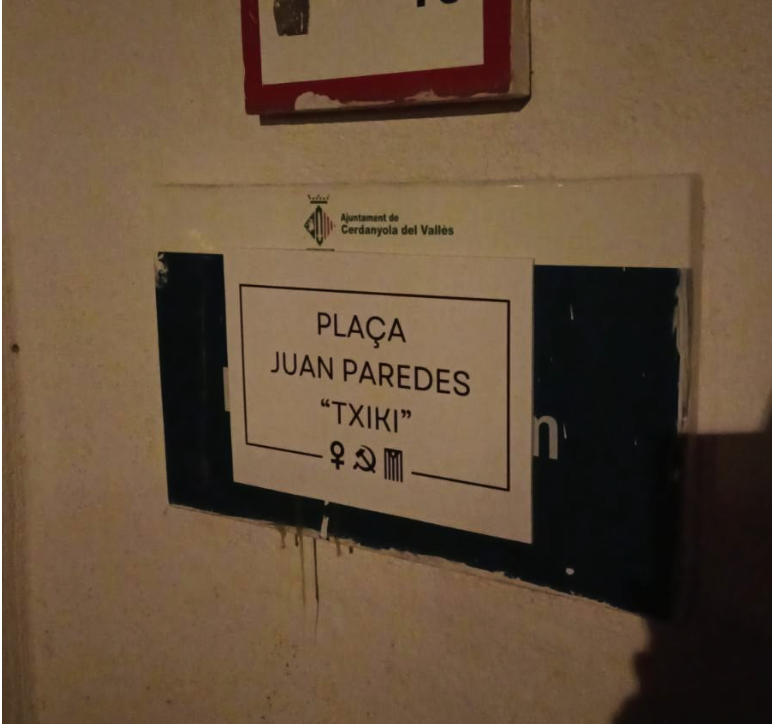 Ajuntament de
Cerdanyola del Vallès
PLAÇA
JUAN PAREDES
“TXIKI”